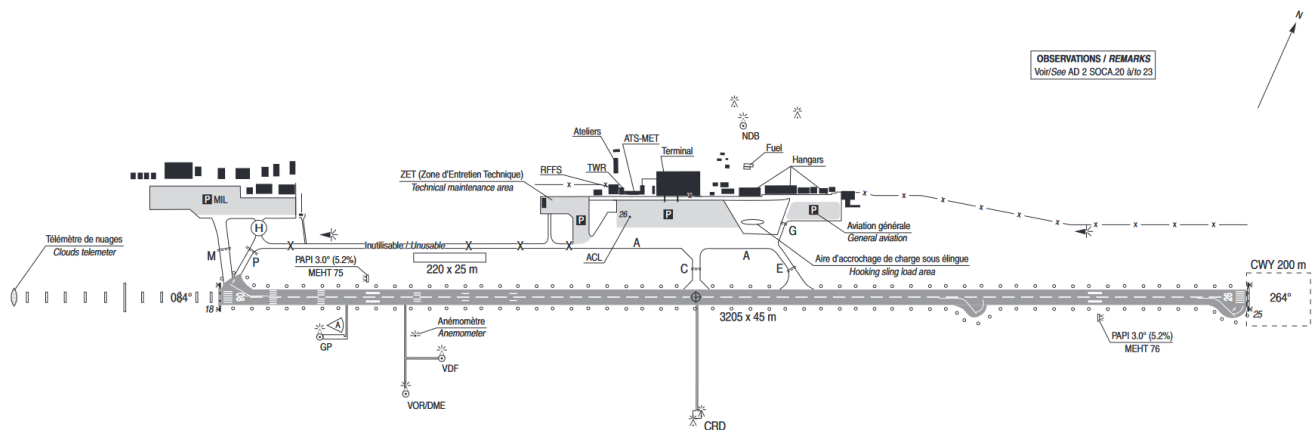 N
OBSERVATIONS / REMARKS
Voir/See AD 2 SOCA.20 à/to 23
NDB
Ateliers
ATS-MET
Terminal
Fuel
RFFS
TWR
Hangars
ZET (Zone d'Entretien Technique)
Technical maintenance area
P MIL
26
P
P
P
G
Aviation générale
General aviation
H
Télémètre de nuages
Clouds telemeter
M
P
X
Inutilisable / Unusable
X
X
X
A
ACL
A
Aire d'accrochage de charge sous élingue
Hooking sling load area
PAPI 3.0° (5.2%)
MEHT 75
220 x 25 m
C
E
CWY 200 m
084°
08
26
264°
18
3205 x 45 m
25
A
GP
Anémomètre
Anemometer
PAPI 3.0° (5.2%)
MEHT 76
VDF
VOR/DME
CRD